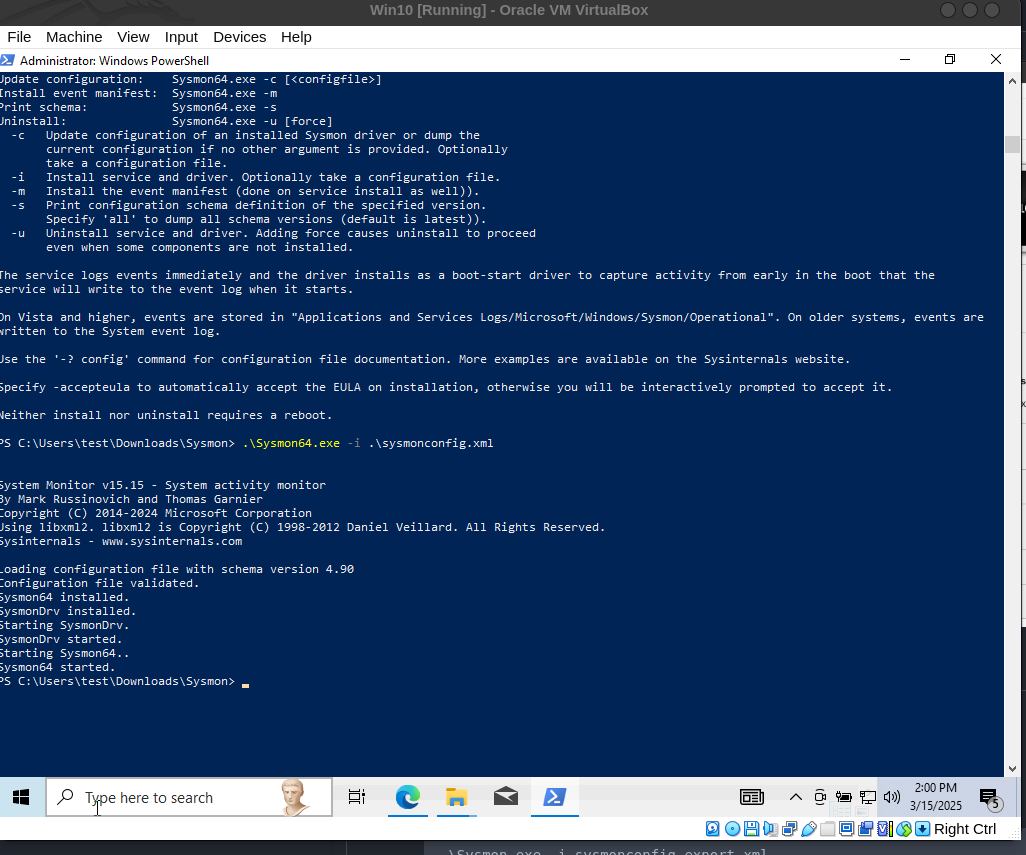 Win10 [Running] - Oracle VM VirtualBox
File Machine View Input Devices Help
Administrator: Windows PowerShell
Update configuration:    Sysmon64.exe -c [<configfile>]
Install event manifest:  Sysmon64.exe -m
Print schema:            Sysmon64.exe -s
Uninstall:               Sysmon64.exe -u [force]
  -c   Update configuration of an installed Sysmon driver or dump the
       current configuration if no other argument is provided. Optionally
       take a configuration file.
  -i   Install service and driver. Optionally take a configuration file.
  -m   Install the event manifest (done on service install as well)).
  -s   Print configuration schema definition of the specified version.
       Specify 'all' to dump all schema versions (default is latest)).
  -u   Uninstall service and driver. Adding force causes uninstall to proceed
       even when some components are not installed.
The service logs events immediately and the driver installs as a boot-start driver to capture activity from early in the boot that the
service will write to the event log when it starts.
On Vista and higher, events are stored in "Applications and Services Logs/Microsoft/Windows/Sysmon/Operational". On older systems, events are
written to the System event log.
Use the '-? config' command for configuration file documentation. More examples are available on the Sysinternals website.
Specify -accepteula to automatically accept the EULA on installation, otherwise you will be interactively prompted to accept it.
Neither install nor uninstall requires a reboot.
PS C:\Users\test\Downloads\Sysmon> .\Sysmon64.exe -i .\sysmonconfig.xml
System Monitor v15.15 - System activity monitor
By Mark Russinovich and Thomas Garnier
Copyright (C) 2014-2024 Microsoft Corporation
Using libxml2. libxml2 is Copyright (C) 1998-2012 Daniel Veillard. All Rights Reserved.
Sysinternals - www.sysinternals.com
Loading configuration file with schema version 4.90
Configuration file validated.
Sysmon64 installed.
SysmonDrv installed.
Starting SysmonDrv.
SysmonDrv started.
Starting Sysmon64..
Sysmon64 started.
PS C:\Users\test\Downloads\Sysmon>
Type here to search
2:00 PM
3/15/2025
5
Right Ctrl